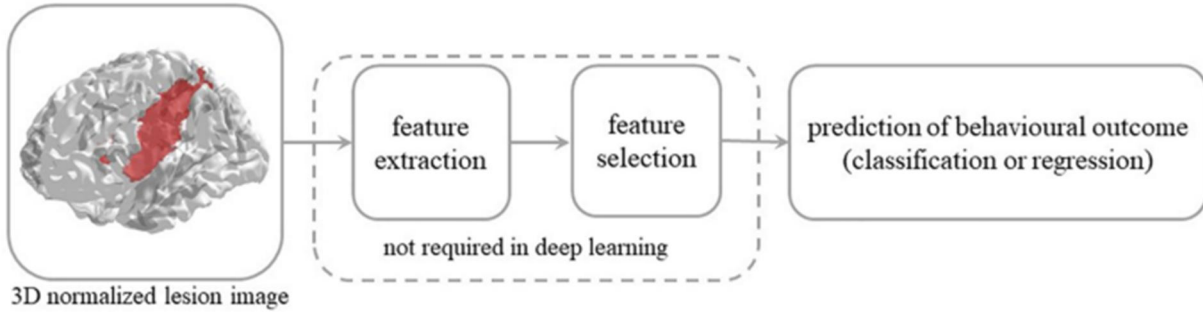 feature
extraction
feature
selection
not required in deep learning
prediction of behavioural outcome
(classification or regression)
3D normalized lesion image